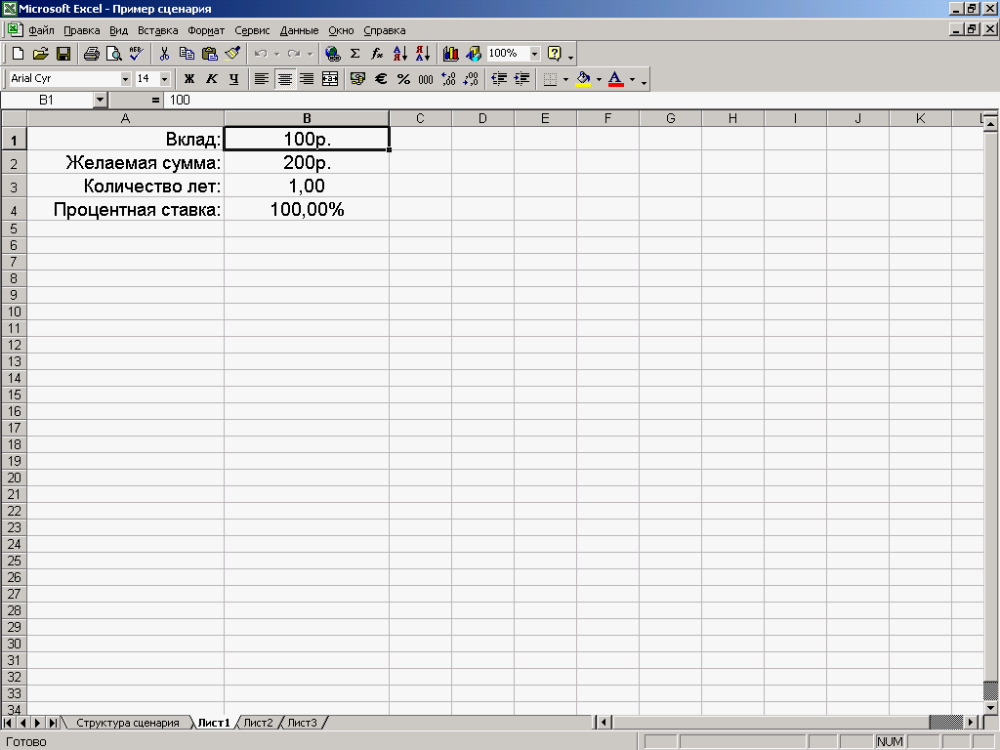 Microsoft Excel - Пример сценария
Файл Правка Вид Вставка Формат Сервис Данные Окно Справка
100%
Arial Cyr 14 Ж К Ч € % 000
B1 = 100
A B C D E F G H I J K L
1 Вклад: 100р.
2 Желаемая сумма: 200р.
3 Количество лет: 1,00
4 Процентная ставка: 100,00%
5
6
7
8
9
10
11
12
13
14
15
16
17
18
19
20
21
22
23
24
25
26
27
28
29
30
31
32
33
34
Структура сценария Лист1 Лист2 Лист3
Готово NUM